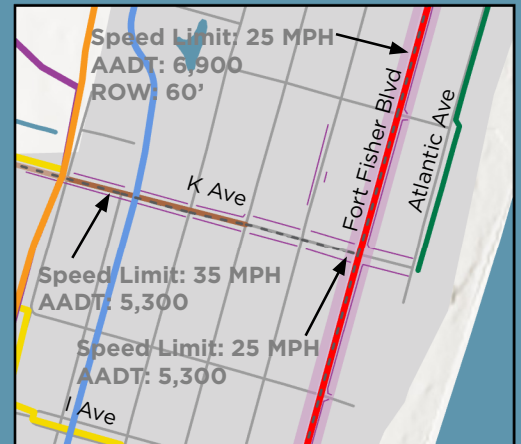 Speed Limit: 25 MPH
AADT: 6,900
ROW: 60’
Fort Fisher Blvd
Atlantic Ave
K Ave
Speed Limit: 35 MPH
AADT: 5,300
Speed Limit: 25 MPH
AADT: 5,300
I Ave